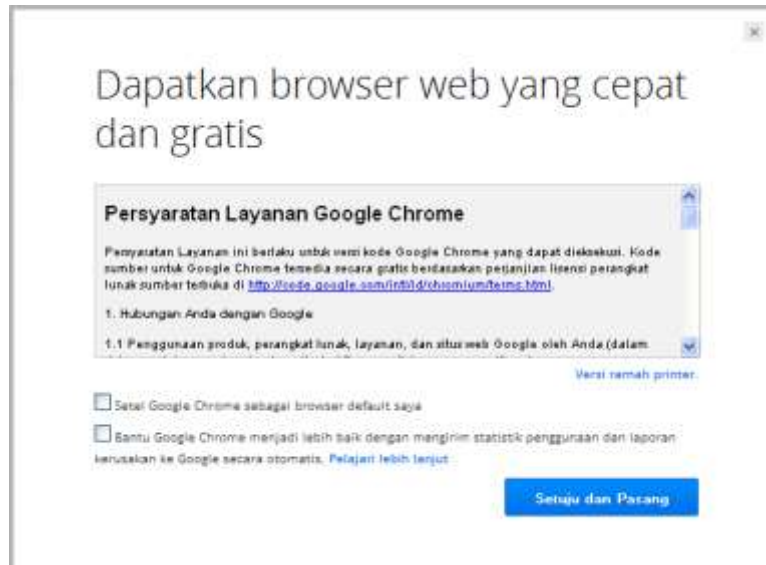 Dapatkan browser web yang cepat
dan gratis
Persyaratan Layanan Google Chrome
Persyaratan Layanan ini berlaku untuk versi kode Google Chrome yang dapat dieksekusi. Kode
sumber untuk Google Chrome tersedia secara gratis berdasarkan perjanjian lisensi perangkat
lunak sumber terbuka di http://code.google.com/intl/id/chromium/terms.html.
1. Hubungan Anda dengan Google
1.1 Penggunaan produk, perangkat lunak, layanan, dan situs web Google oleh Anda (dalam
Versi ramah printer.
Setel Google Chrome sebagai browser default saya
Bantu Google Chrome menjadi lebih baik dengan mengirim statistik penggunaan dan laporan
kerusakan ke Google secara otomatis. Pelajari lebih lanjut
Setuju dan Pasang